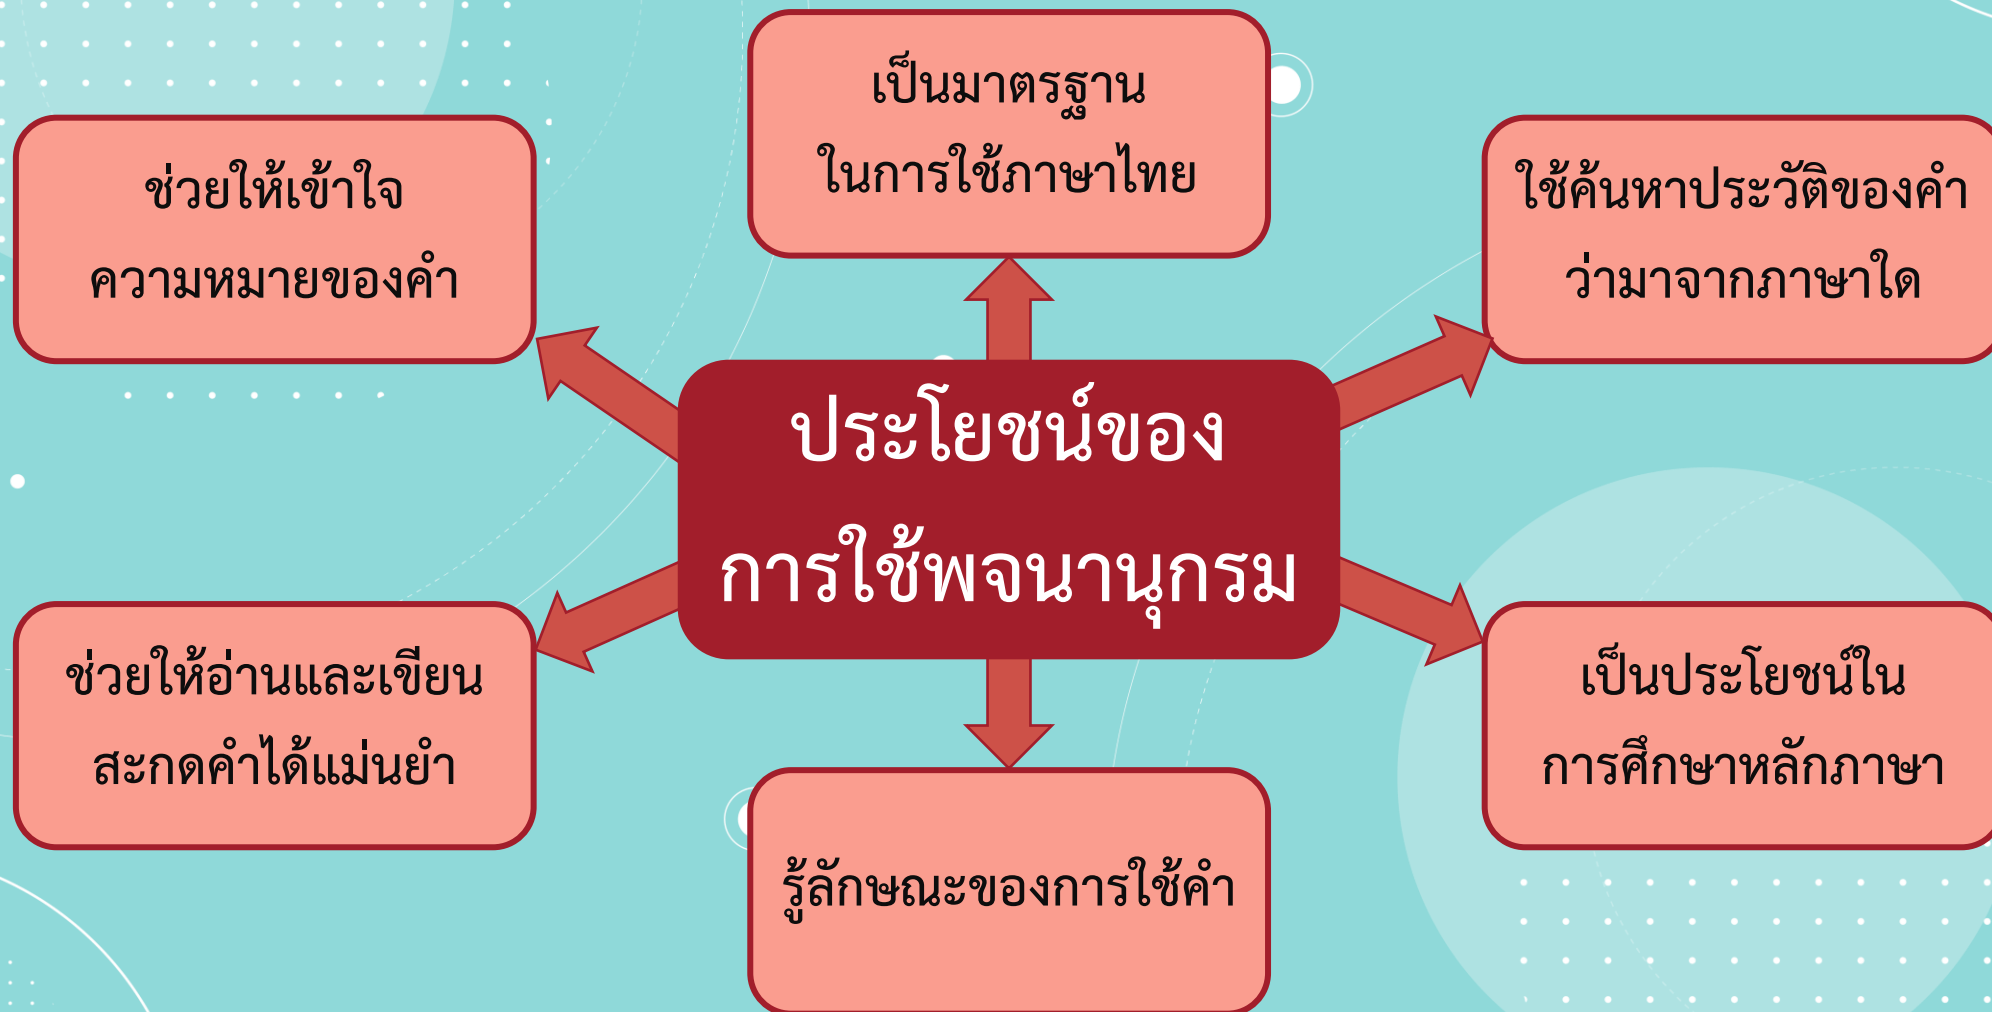 เป็นมาตรฐาน
ในการใช้ภาษาไทย
ช่วยให้เข้าใจ
ความหมายของคำ
ใช้ค้นหาประวัติของคำ
ว่ามาจากภาษาใด
ประโยชน์ของ
การใช้พจนานุกรม
ช่วยให้อ่านและเขียน
สะกดคำได้แม่นยำ
เป็นประโยชน์ใน
การศึกษาหลักภาษา
รู้ลักษณะของการใช้คำ